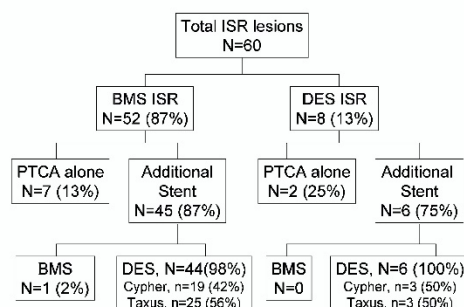 Total ISR lesions
N=60
BMS ISR
N=52 (87%)
DES ISR
N=8 (13%)
PTCA alone
N=7 (13%)
Additional
Stent
N=45 (87%)
PTCA alone
N=2 (25%)
Additional
Stent
N=6 (75%)
BMS
N=1 (2%)
DES, N=44(98%)
Cypher, n=19 (42%)
Taxus, n=25 (56%)
BMS
N=0
DES, N=6 (100%)
Cypher, n=3 (50%)
Taxus, n=3 (50%)